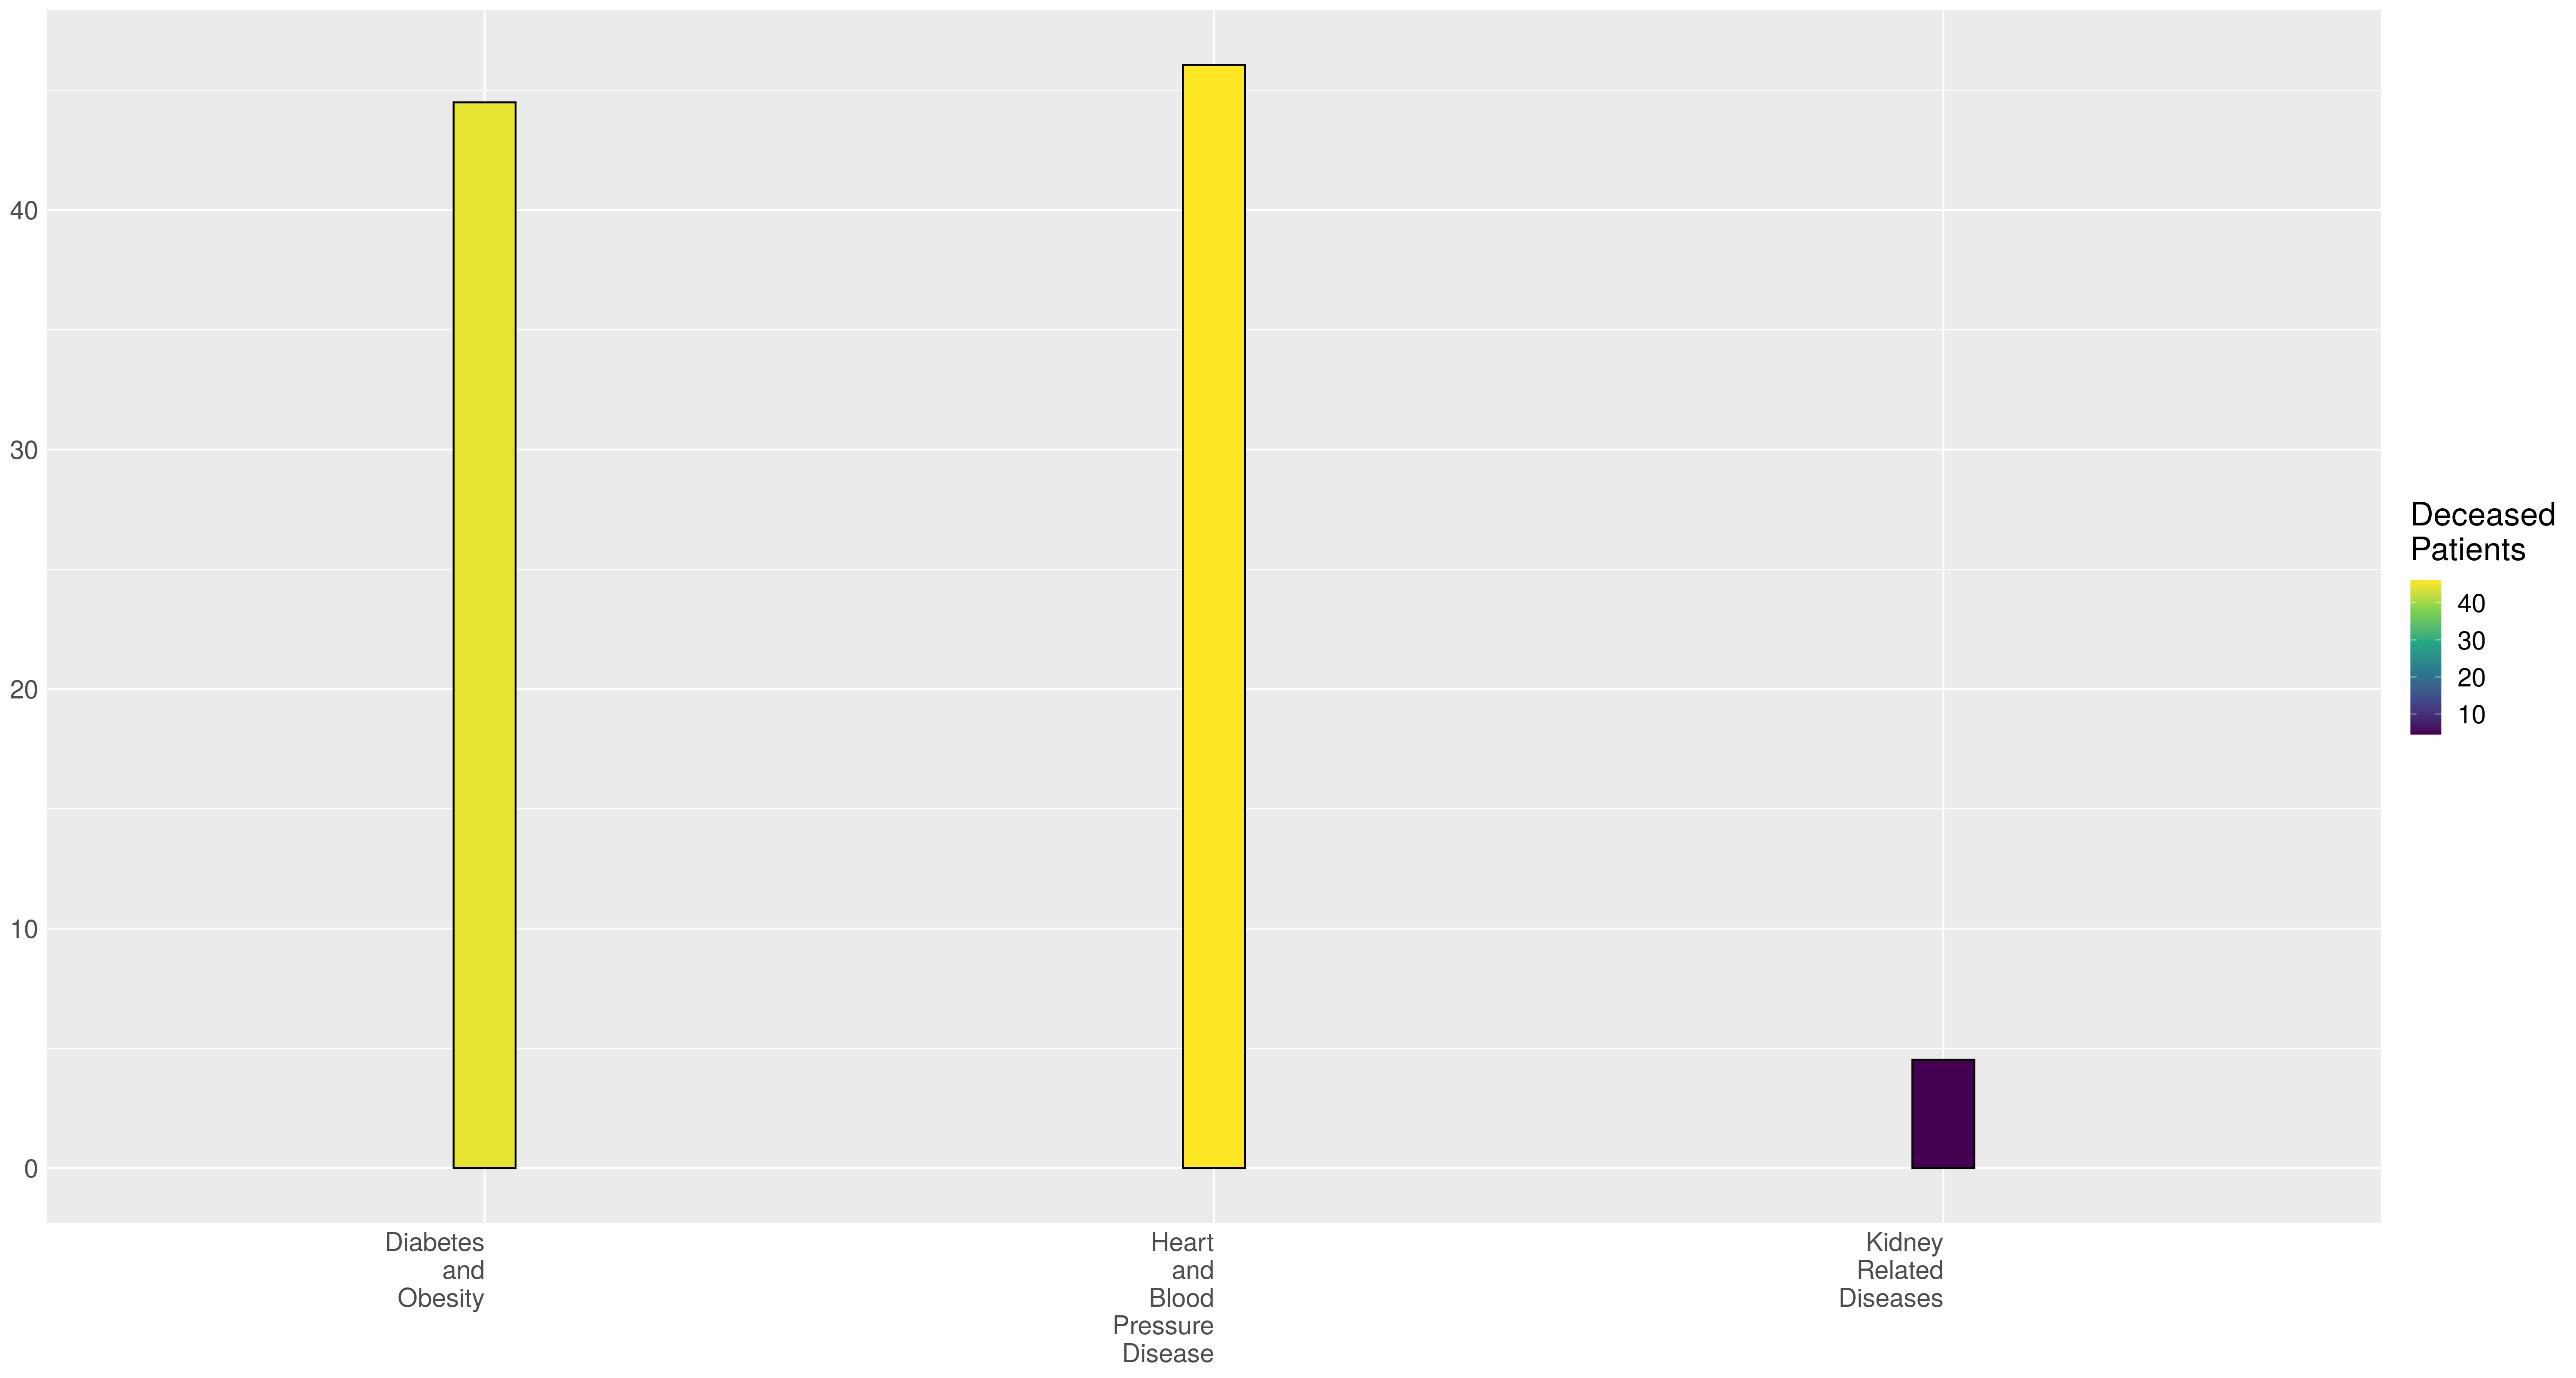 40
30
20
10
0
Diabetes
and
Obesity
Heart
and
Blood
Pressure
Disease
Kidney
Related
Diseases
Deceased
Patients
40
30
20
10